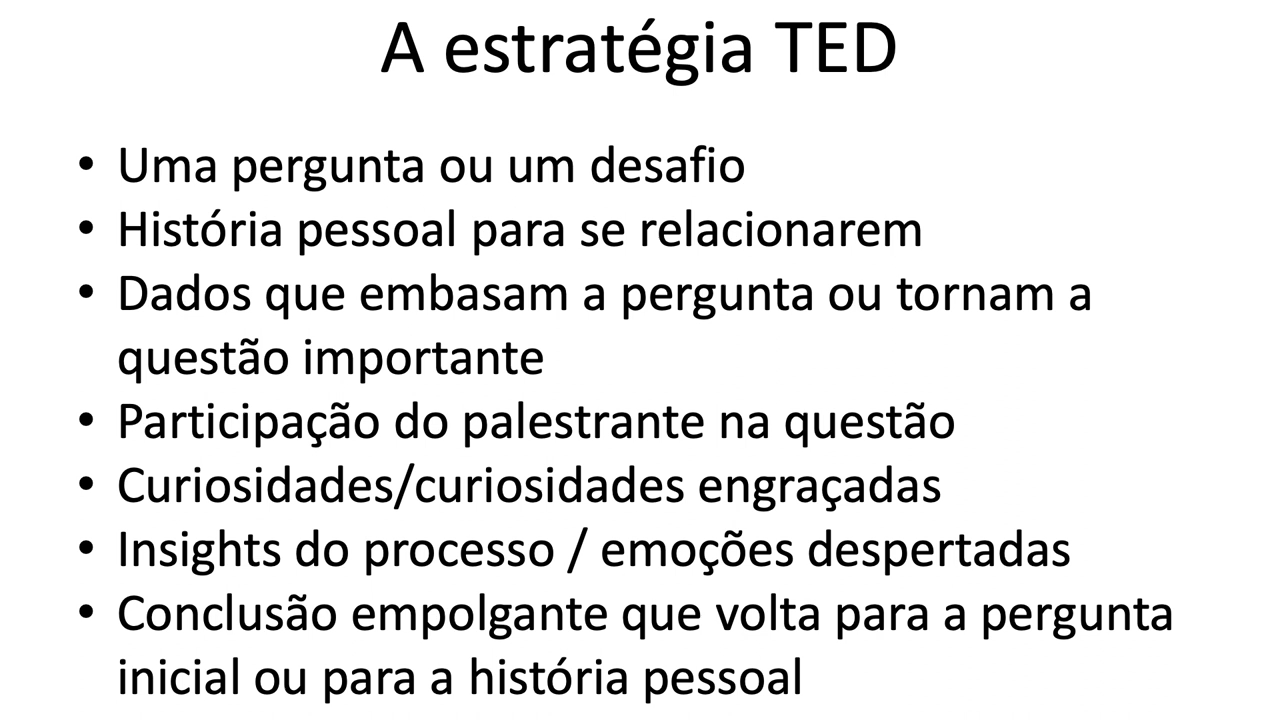 A estratégia TED
• Uma pergunta ou um desafio
• História pessoal para se relacionarem
• Dados que embasam a pergunta ou tornam a
questão importante
• Participação do palestrante na questão
• Curiosidades/curiosidades engraçadas
• Insights do processo / emoções despertadas
• Conclusão empolgante que volta para a pergunta
inicial ou para a história pessoal